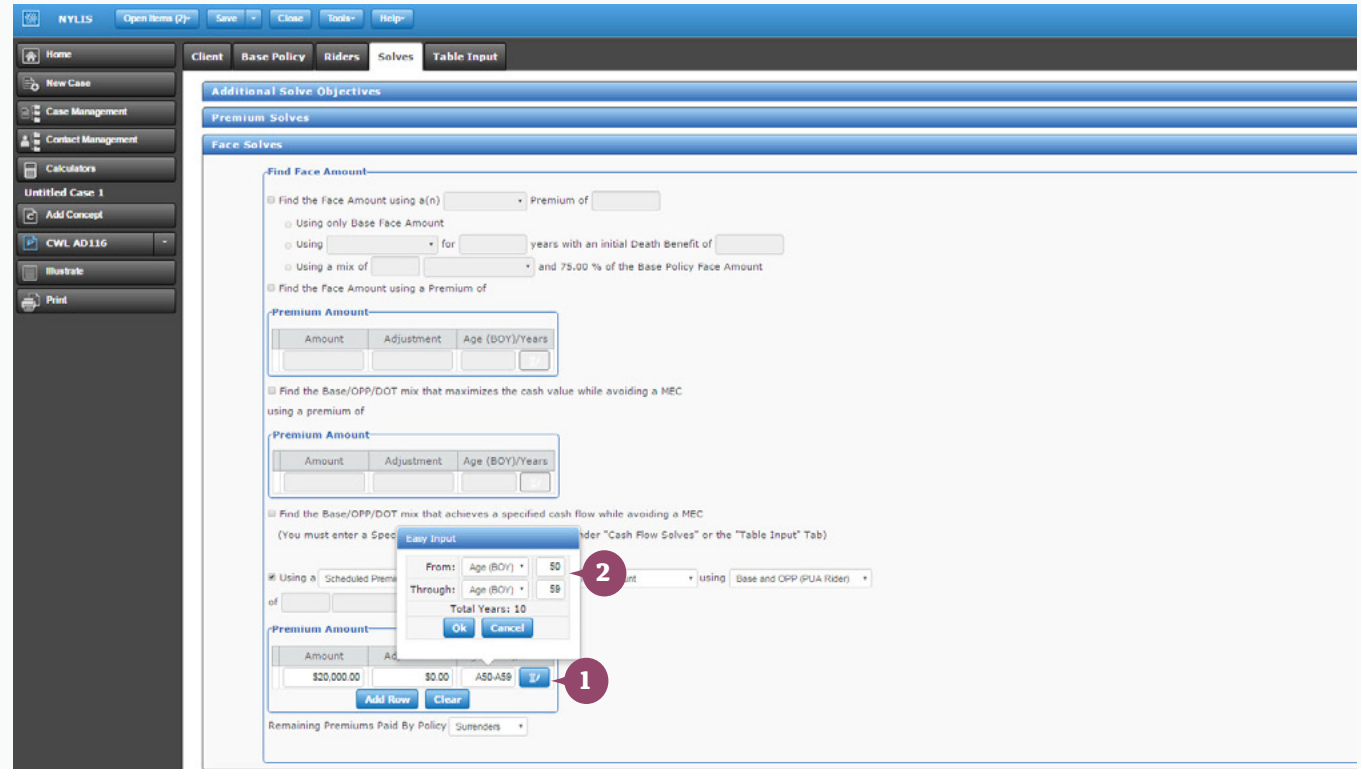 NYLIS Open Items (2) Save Close Tools Help
Home
New Case
Case Management
Contact Management
Calculators
Untitled Case 1
Add Concept
CWL AD116
Illustrate
Print
Client Base Policy Riders Solves Table Input
Additional Solve Objectives
Premium Solves
Face Solves
Find Face Amount
Find the Face Amount using a(n) Premium of
Using only Base Face Amount
Using for years with an initial Death Benefit of
Using a mix of and 75.00 % of the Base Policy Face Amount
Find the Face Amount using a Premium of
Premium Amount
Amount Adjustment Age (BOY)/Years
Find the Base/OPP/DOT mix that maximizes the cash value while avoiding a MEC
using a premium of
Premium Amount
Amount Adjustment Age (BOY)/Years
Find the Base/OPP/DOT mix that achieves a specified cash flow while avoiding a MEC
(You must enter a Spec nder "Cash Flow Solves" or the "Table Input" Tab)
Easy Input
From: Age (BOY) 50
Through: Age (BOY) 59
Total Years: 10
Ok Cancel
2
Using a Scheduled Premi unt using Base and OPP (PUA Rider)
of
Premium Amount
Amount Ad
$20,000.00 $0.00 A50-A59
1
Add Row Clear
Remaining Premiums Paid By Policy Surrenders